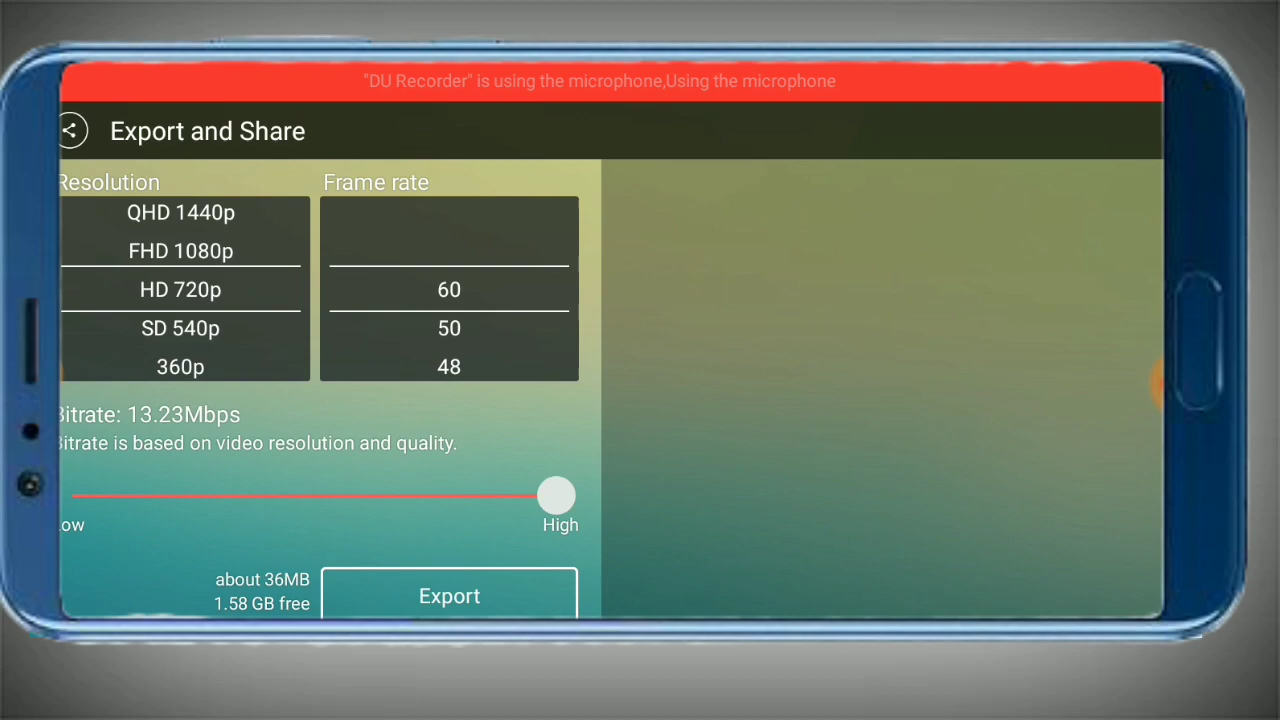 "DU Recorder" is using the microphone,Using the microphone
Export and Share
Resolution
Frame rate
QHD 1440p
FHD 1080p
HD 720p
SD 540p
360p
60
50
48
Bitrate: 13.23Mbps
Bitrate is based on video resolution and quality.
Low
High
about 36MB
1.58 GB free
Export